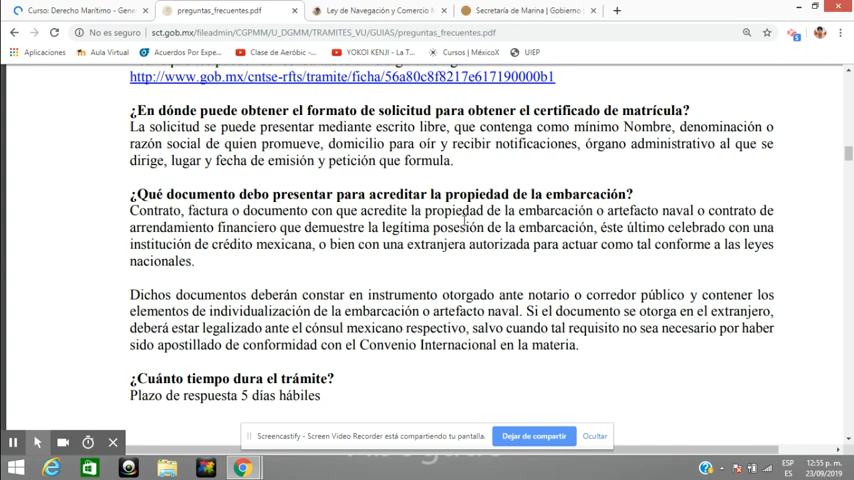 Curso: Derecho Marítimo - Gene
preguntas_frecuentes.pdf
Ley de Navegación y Comercio M
Secretaría de Marina | Gobierno
No es seguro | sct.gob.mx/fileadmin/CGPMM/U_DGMM/TRAMITES_VU/GUIAS/preguntas_frecuentes.pdf
Aplicaciones
Aula Virtual
Acuerdos Por Espe...
Clase de Aeróbic -...
YOKOI KENJI - La T...
Cursos |MéxicoX
UIEP
http://www.gob.mx/cntse-rfts/tramite/ficha/56a80c8f8217e617190000b1
¿En dónde puede obtener el formato de solicitud para obtener el certificado de matrícula?
La solicitud se puede presentar mediante escrito libre, que contenga como mínimo Nombre, denominación o
razón social de quien promueve, domicilio para oír y recibir notificaciones, órgano administrativo al que se
dirige, lugar y fecha de emisión y petición que formula.
¿Qué documento debo presentar para acreditar la propiedad de la embarcación?
Contrato, factura o documento con que acredite la propiedad de la embarcación o artefacto naval o contrato de
arrendamiento financiero que demuestre la legítima posesión de la embarcación, éste último celebrado con una
institución de crédito mexicana, o bien con una extranjera autorizada para actuar como tal conforme a las leyes
nacionales.
Dichos documentos deberán constar en instrumento otorgado ante notario o corredor público y contener los
elementos de individualización de la embarcación o artefacto naval. Si el documento se otorga en el extranjero,
deberá estar legalizado ante el cónsul mexicano respectivo, salvo cuando tal requisito no sea necesario por haber
sido apostillado de conformidad con el Convenio Internacional en la materia.
¿Cuánto tiempo dura el trámite?
Plazo de respuesta 5 días hábiles
Screencastify - Screen Video Recorder está compartiendo tu pantalla.
Dejar de compartir
Ocultar
ESP
ES
12:55 p. m.
23/09/2019